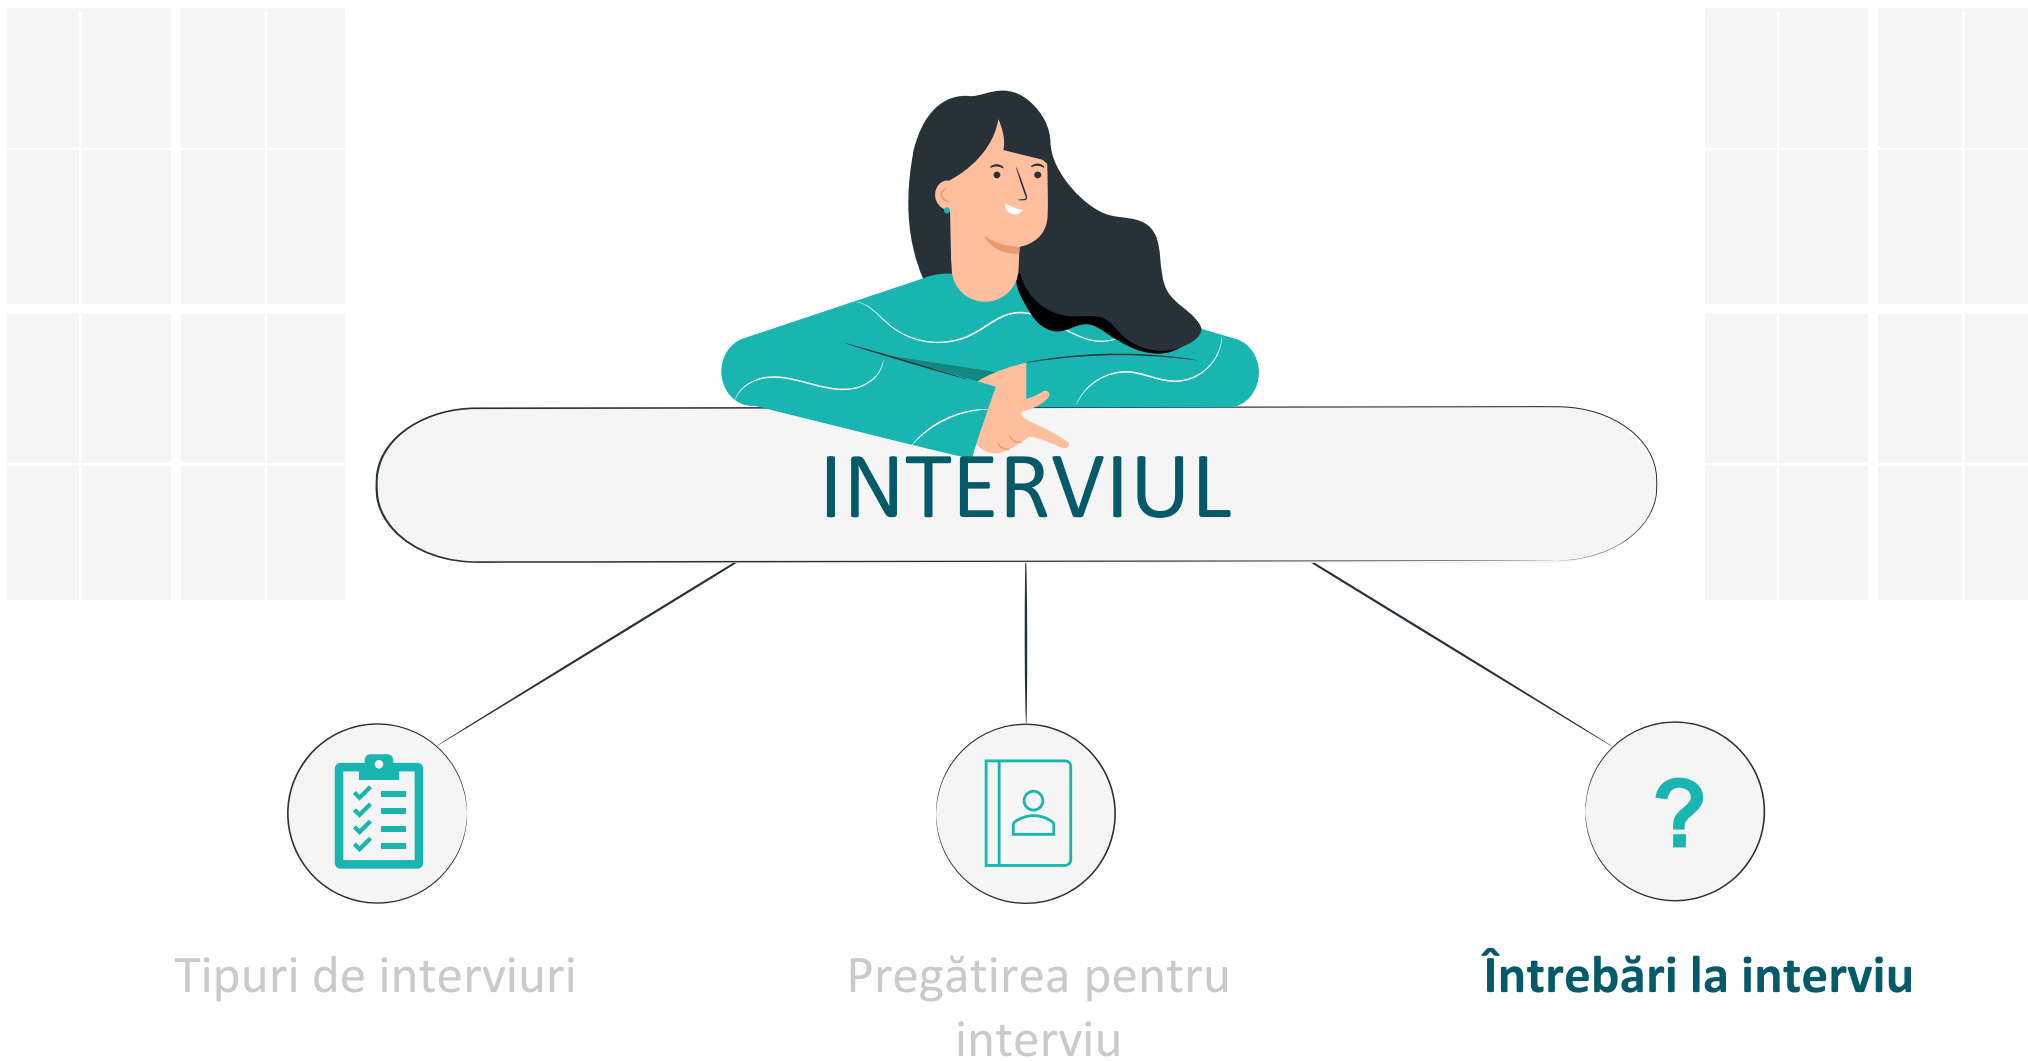 INTERVIUL
Tipuri de interviuri
Pregătirea pentru
interviu
Întrebări la interviu
?